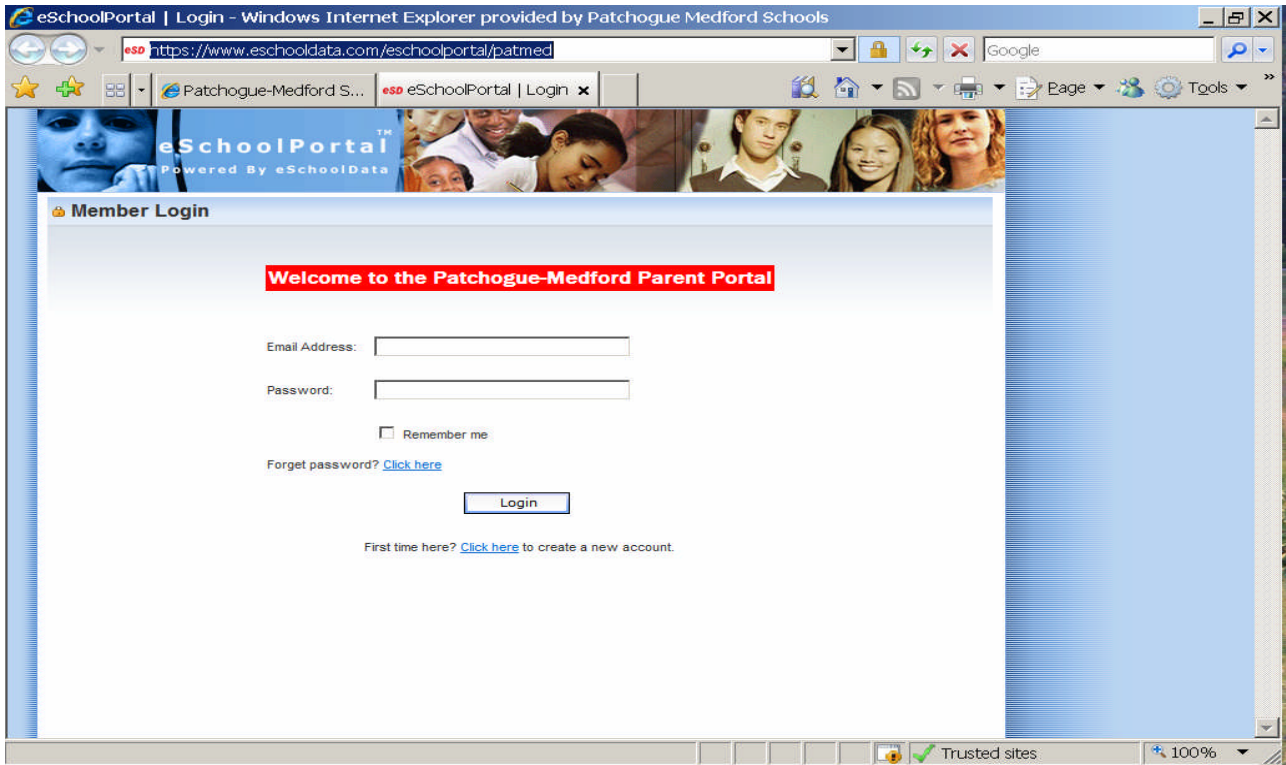 eSchoolPortal | Login - Windows Internet Explorer provided by Patchogue Medford Schools
esD https://www.eschooldata.com/eschoolportal/patmed
Google
Patchogue-Medford S...
esD eSchoolPortal | Login
Page
Tools
»
eSchoolPortal™
Powered By eSchoolData
Member Login
Welcome to the Patchogue-Medford Parent Portal
Email Address:
Password:
Remember me
Forget password? Click here
Login
First time here? Click here to create a new account.
Trusted sites
100%